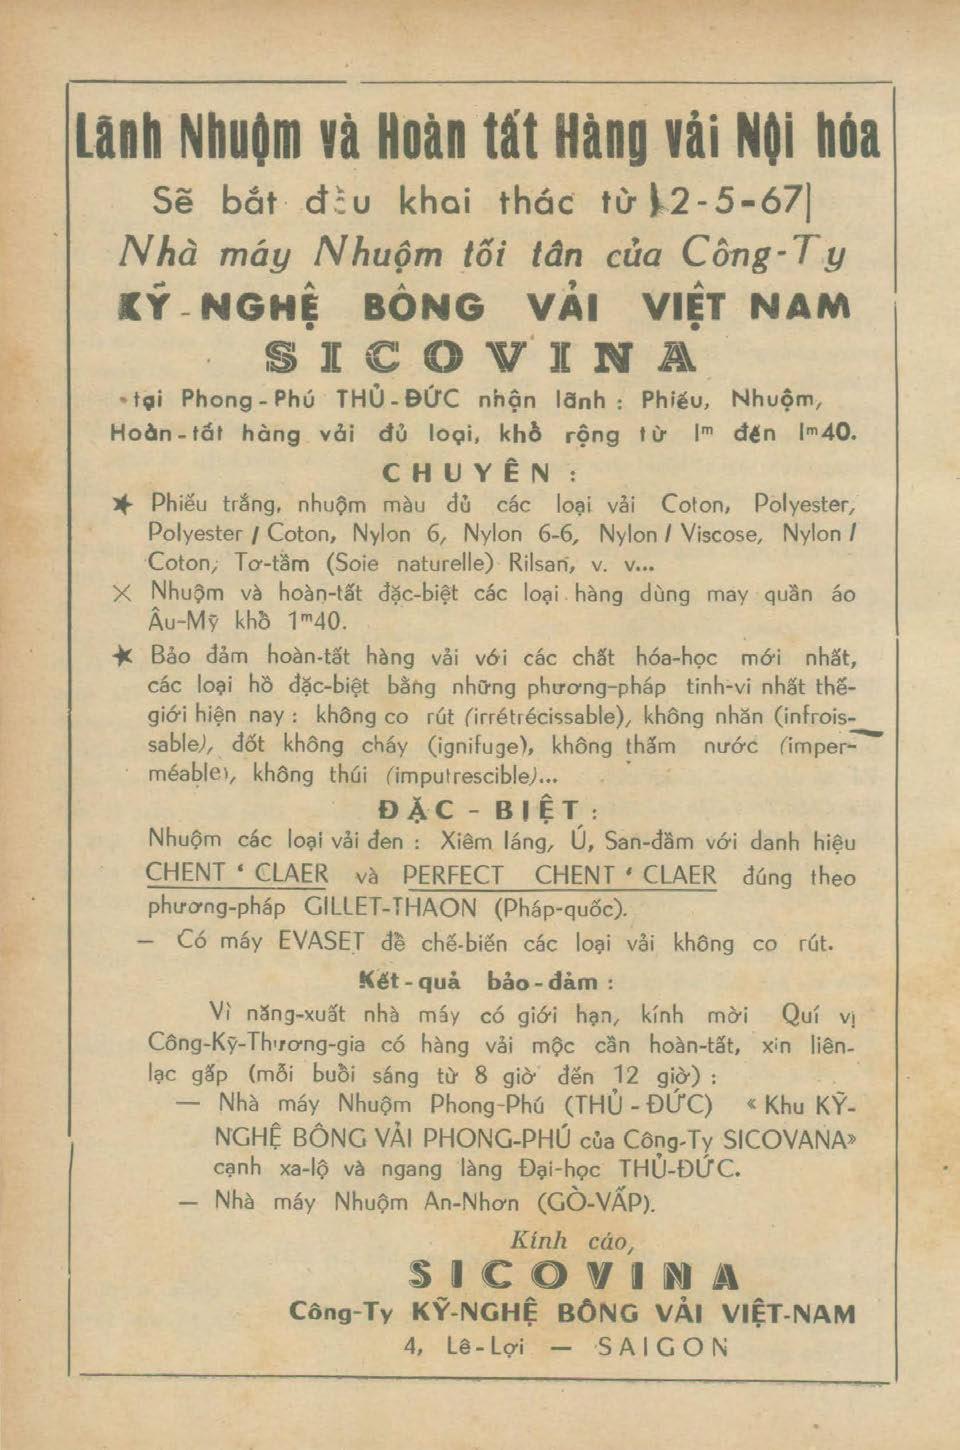 Lãnh Nhuộm và Hoàn tất Hàng vải Nội hóa
Sẽ bắt đầu khai thác từ 12-5-67
Nhà máy Nhuộm tối tân của Công-Ty
KỸ-NGHỆ BÔNG VẢI VIỆT NAM
SICOVINA
tại Phong-Phú THỦ-ĐỨC nhận lãnh : Phiếu, Nhuộm,
Hoàn-tất hàng vải đủ loại, khổ rộng từ 1m đến 1m40.
CHUYÊN :
★ Phiếu trắng, nhuộm màu đủ các loại vải Coton, Polyester,
Polyester / Coton, Nylon 6, Nylon 6-6, Nylon / Viscose, Nylon /
Coton, Tơ-tằm (Soie naturelle) Rilsan, v. v...
× Nhuộm và hoàn-tất đặc-biệt các loại hàng dùng may quần áo
Âu-Mỹ khổ 1m40.
★ Bảo đảm hoàn-tất hàng vải với các chất hóa-học mới nhất,
các loại hồ đặc-biệt bằng những phương-pháp tinh-vi nhất thế-
giới hiện nay : không co rút (irrétrécissable), không nhăn (infrois-
sable), đốt không cháy (ignifuge), không thấm nước (imper-
méable), không thúi (imputrescible)...
ĐẶC - BIỆT :
Nhuộm các loại vải đen : Xiêm láng, Ú, San-đầm với danh hiệu
CHENT ' CLAER và PERFECT CHENT ' CLAER đúng theo
phương-pháp GILLET-THAON (Pháp-quốc).
— Có máy EVASET để chế-biến các loại vải không co rút.
Kết-quả bảo-đảm :
Vì năng-xuất nhà máy có giới hạn, kính mời Quí vị
Công-Kỹ-Thương-gia có hàng vải mộc cần hoàn-tất, xin liên-
lạc gấp (mỗi buổi sáng từ 8 giờ đến 12 giờ) :
— Nhà máy Nhuộm Phong-Phú (THỦ-ĐỨC) « Khu KỸ-
NGHỆ BÔNG VẢI PHONG-PHÚ của Công-Ty SICOVANA»
cạnh xa-lộ và ngang làng Đại-học THỦ-ĐỨC.
— Nhà máy Nhuộm An-Nhơn (GÒ-VẤP).
Kính cáo,
SICOVINA
Công-Ty KỸ-NGHỆ BÔNG VẢI VIỆT-NAM
4, Lê-Lợi — SAIGON